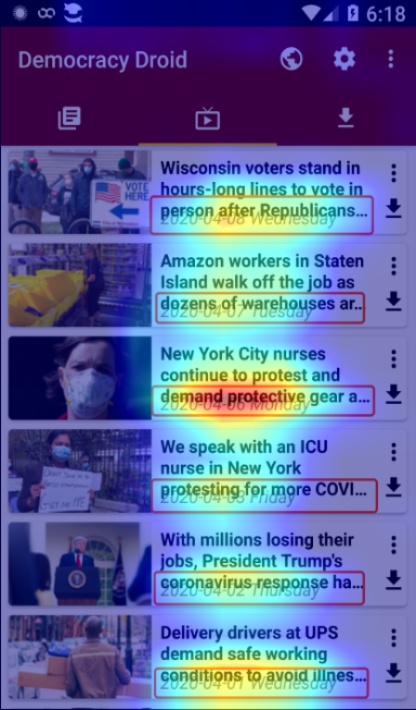 6:18
Democracy Droid
VOTE
HERE
Wisconsin voters stand in
hours-long lines to vote in
person after Republicans...
2020-04-08 Wednesday
Amazon workers in Staten
Island walk off the job as
dozens of warehouses ar...
2020-04-07 Tuesday
New York City nurses
continue to protest and
demand protective gear a...
2020-04-06 Monday
We speak with an ICU
nurse in New York
protesting for more COVI...
2020-04-03 Friday
With millions losing their
jobs, President Trump's
coronavirus response ha...
2020-04-02 Thursday
Delivery drivers at UPS
demand safe working
conditions to avoid illnes...
2020-04-01 Wednesday